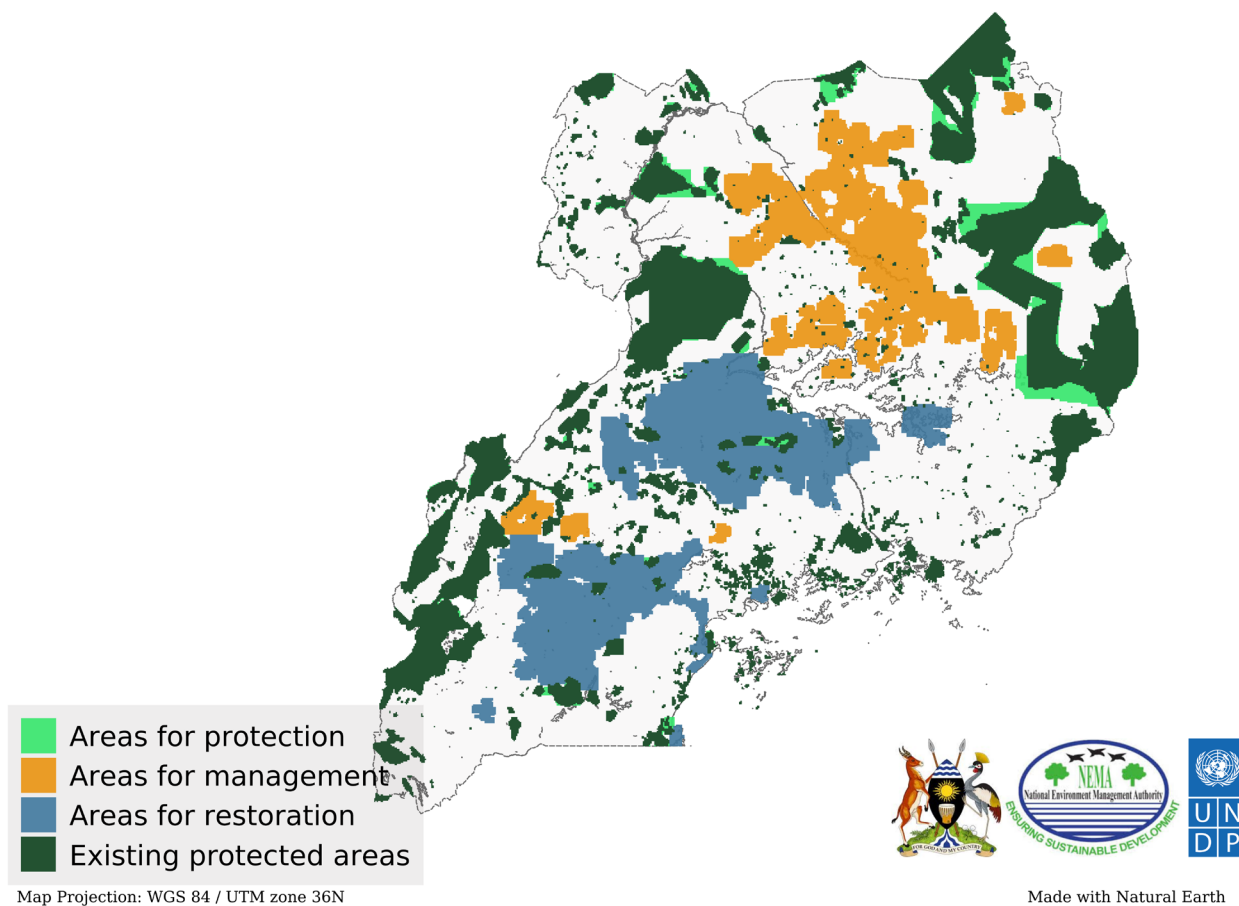 Areas for protection
Areas for management
Areas for restoration
Existing protected areas
FOR GOD AND MY COUNTRY
NEMA
National Environment Management Authority
ENSURING SUSTAINABLE DEVELOPMENT
U N
D P
Map Projection: WGS 84 / UTM zone 36N
Made with Natural Earth